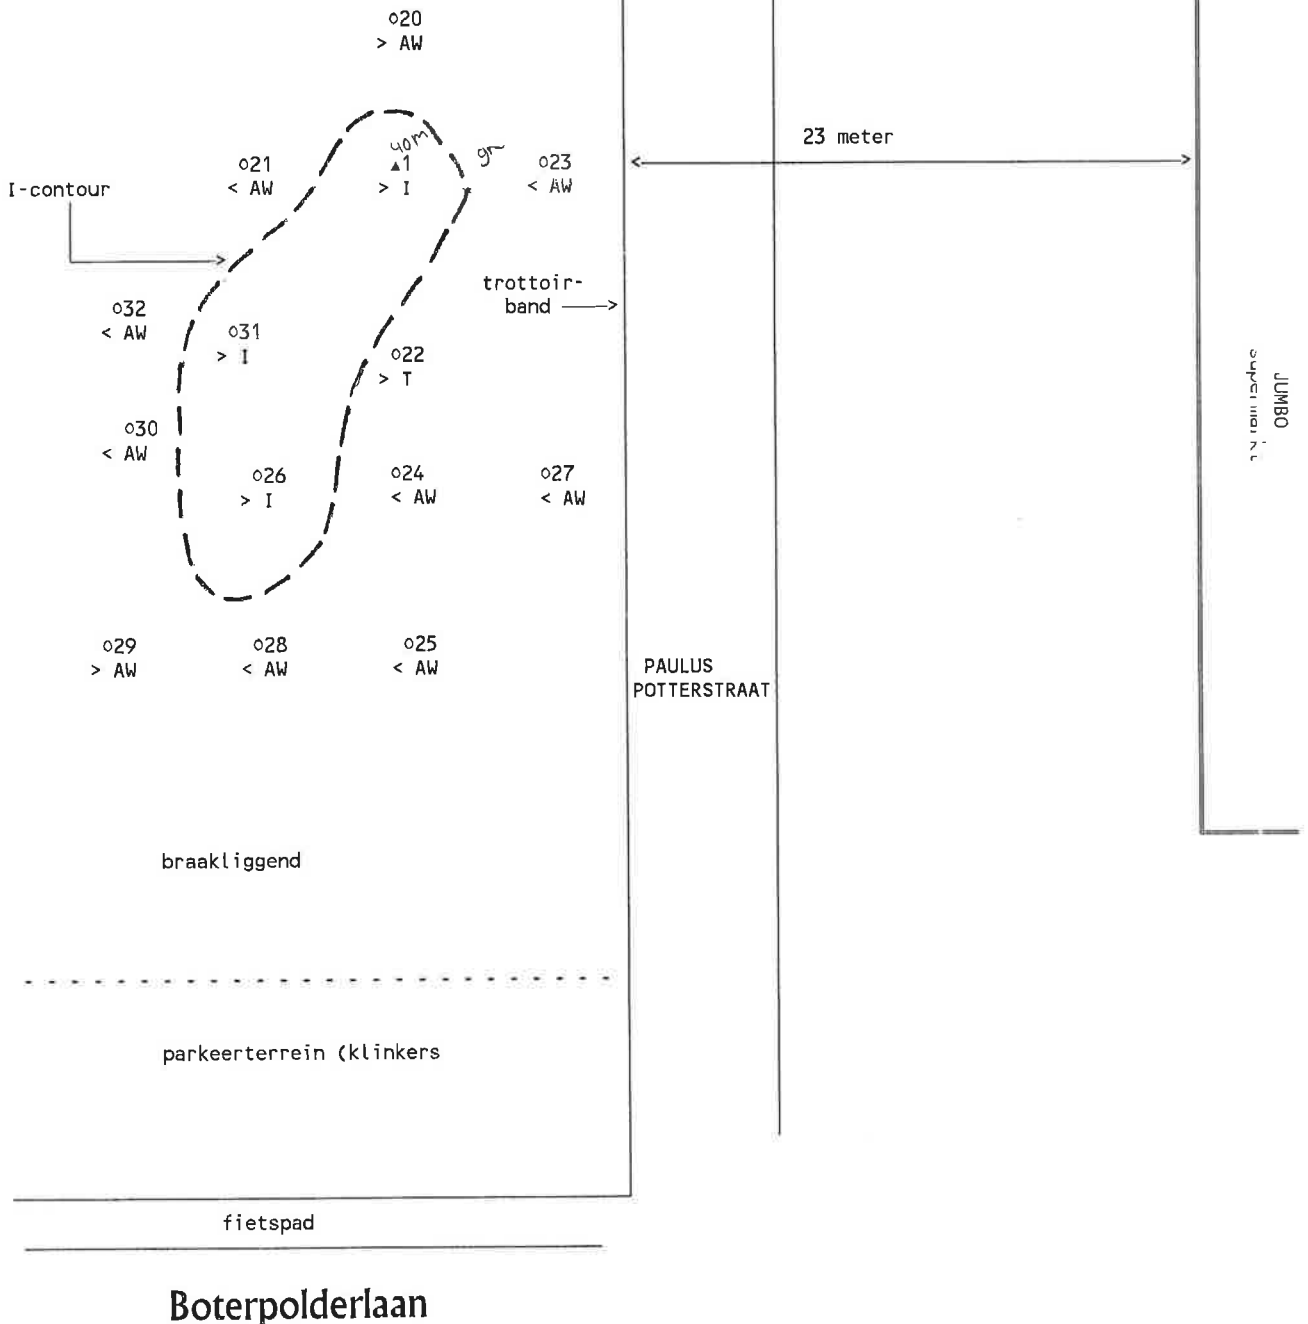 o20
> AW
40m
gr
o21
< AW
▲1
> I
o23
< AW
23 meter
I-contour
trottoir-
band
o32
< AW
o31
> I
o22
> T
o30
< AW
o26
> I
o24
< AW
o27
< AW
JUMBO
o29
> AW
o28
< AW
o25
< AW
PAULUS
POTTERSTRAAT
braakliggend
parkeerterrein (klinkers
fietspad
Boterpolderlaan